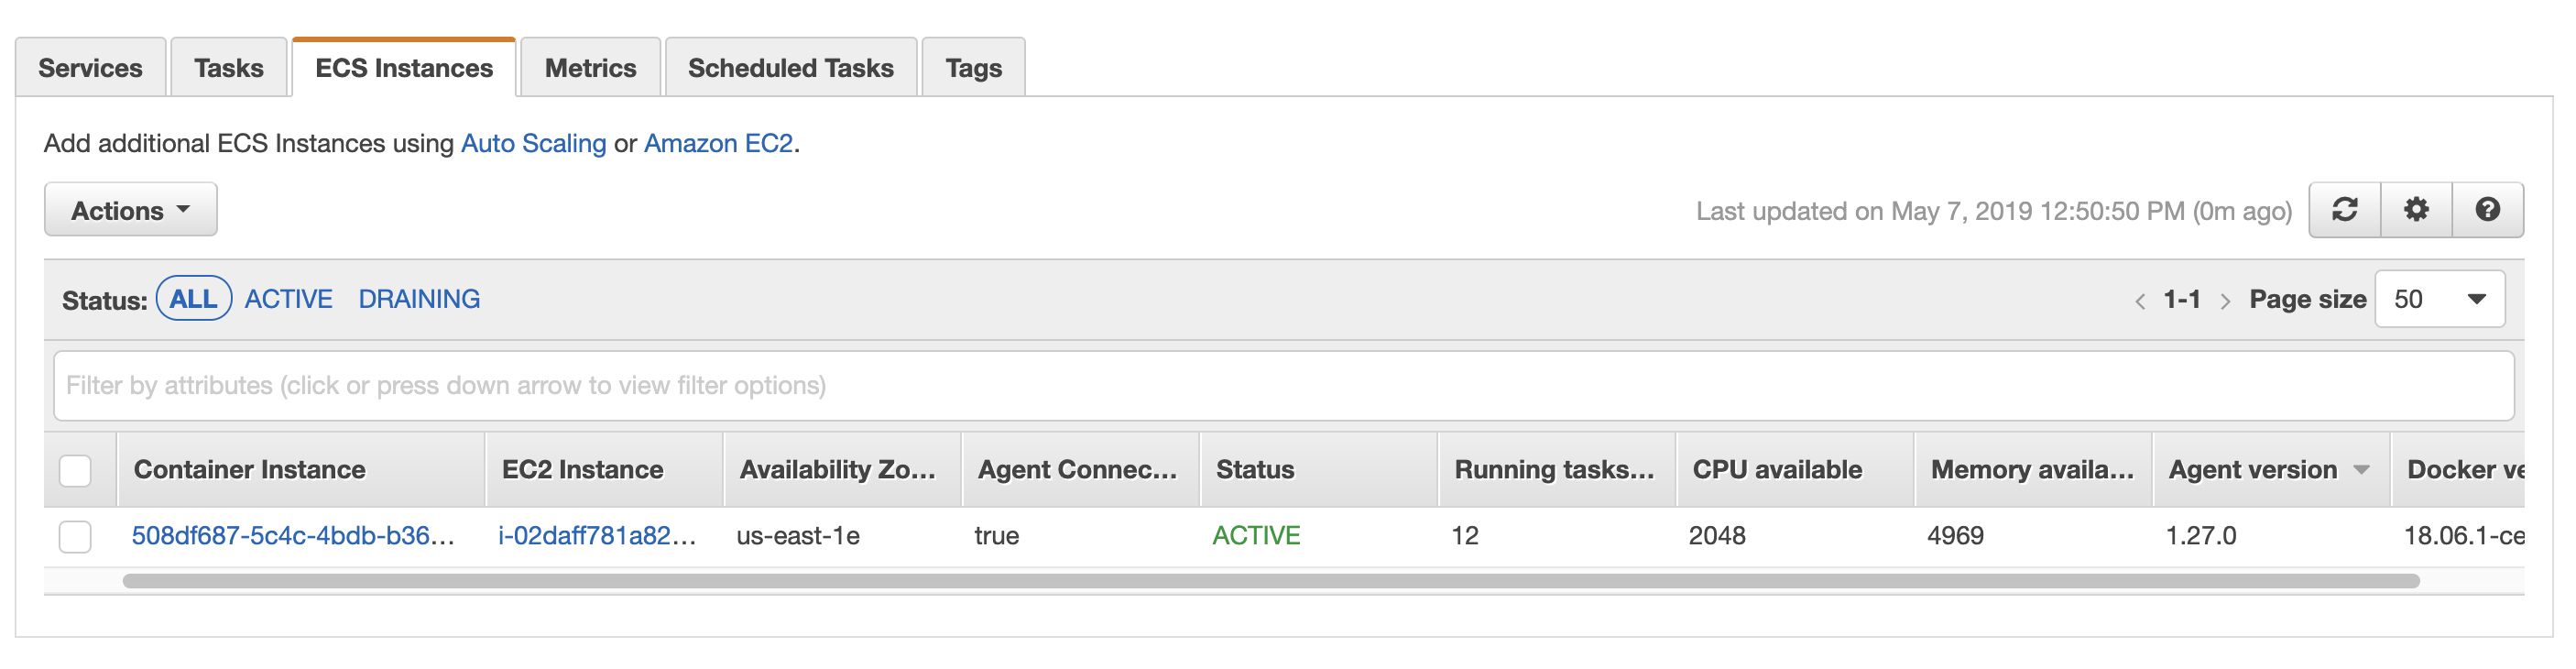 Services Tasks ECS Instances Metrics Scheduled Tasks Tags
Add additional ECS Instances using Auto Scaling or Amazon EC2.
Actions Last updated on May 7, 2019 12:50:50 PM (0m ago)
Status: ALL ACTIVE DRAINING < 1-1 > Page size 50
Filter by attributes (click or press down arrow to view filter options)
Container Instance EC2 Instance Availability Zo... Agent Connec... Status Running tasks... CPU available Memory availa... Agent version Docker ve
508df687-5c4c-4bdb-b36... i-02daff781a82... us-east-1e true ACTIVE 12 2048 4969 1.27.0 18.06.1-ce